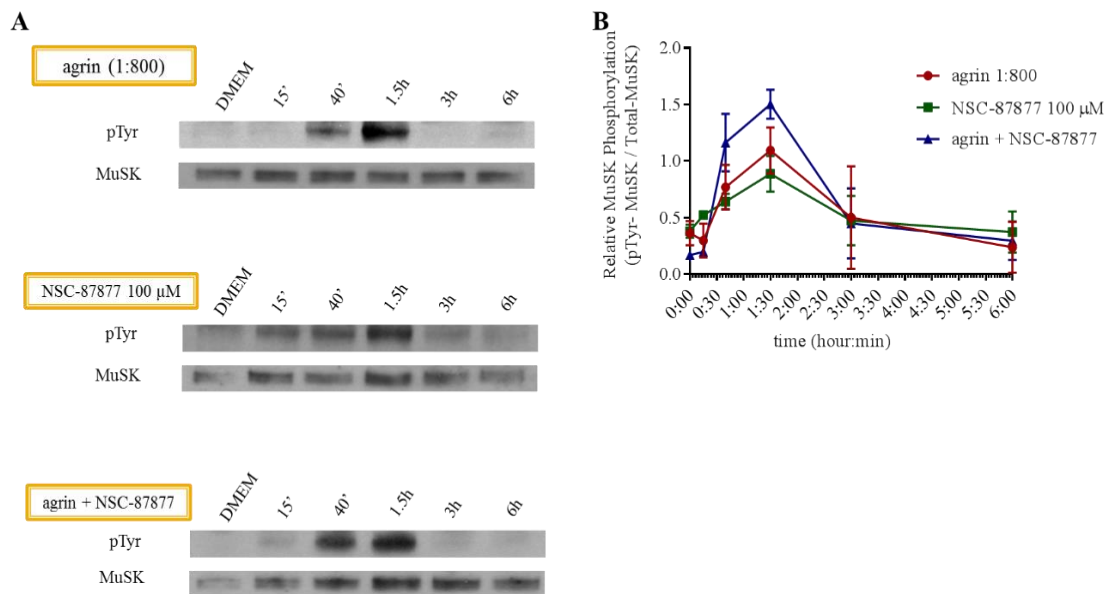 A
agrin (1:800)
DMEM 15’ 40’ 1.5h 3h 6h
pTyr
MuSK
NSC-87877 100 µM
DMEM 15’ 40’ 1.5h 3h 6h
pTyr
MuSK
agrin + NSC-87877
DMEM 15’ 40’ 1.5h 3h 6h
pTyr
MuSK
B
Relative MuSK Phosphorylation
(pTyr- MuSK / Total-MuSK)
2.0
1.5
1.0
0.5
0.0
agrin 1:800
NSC-87877 100 µM
agrin + NSC-87877
0:00 0:30 1:00 1:30 2:00 2:30 3:00 3:30 4:00 4:30 5:00 5:30 6:00
time (hour:min)